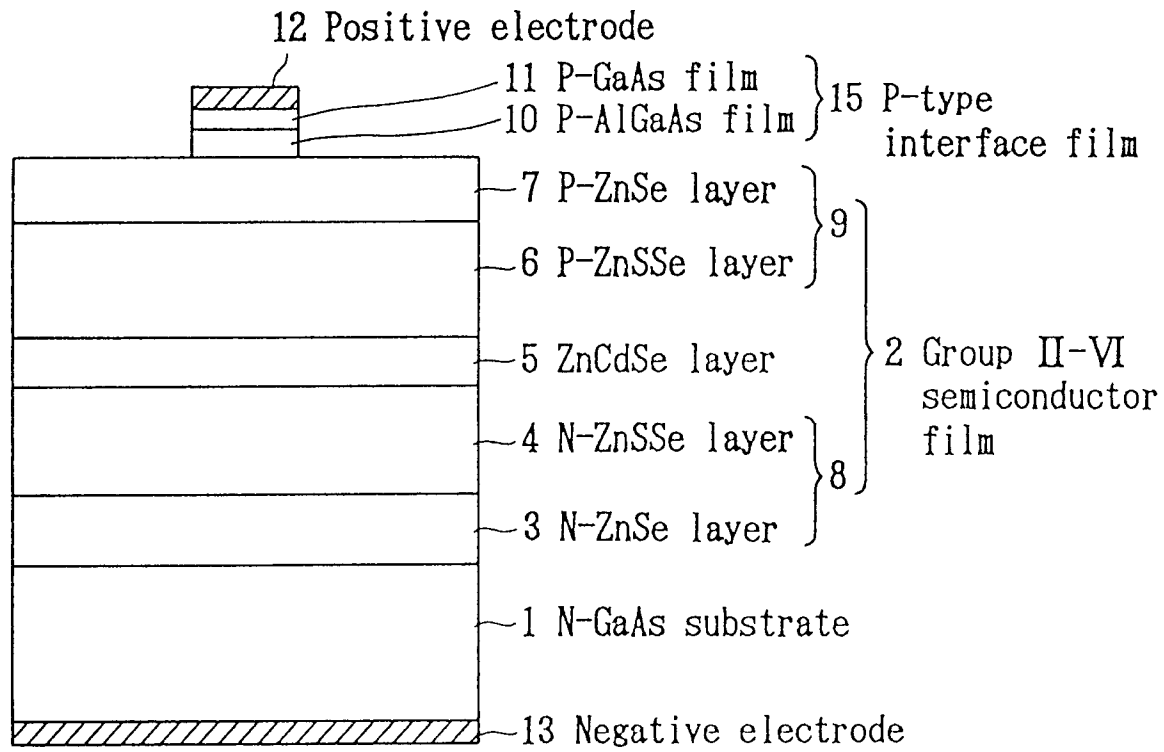 12 Positive electrode
11 P-GaAs film
10 P-AlGaAs film
15 P-type
interface film
7 P-ZnSe layer
9
6 P-ZnSSe layer
5 ZnCdSe layer
2 Group II-VI
semiconductor
film
4 N-ZnSSe layer
8
3 N-ZnSe layer
1 N-GaAs substrate
13 Negative electrode